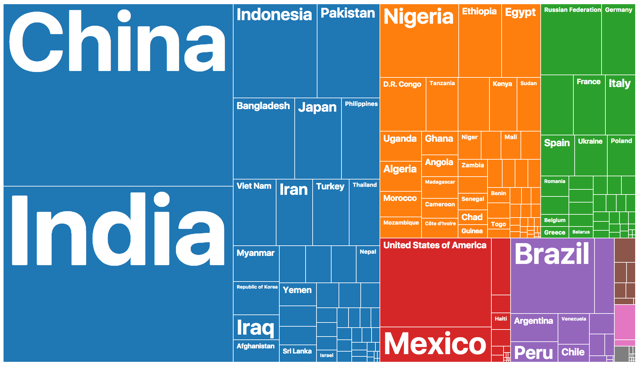 China
India
Indonesia
Pakistan
Bangladesh
Japan
Philippines
Viet Nam
Iran
Turkey
Thailand
Myanmar
Nepal
Republic of Korea
Yemen
Iraq
Afghanistan
Sri Lanka
Israel
Nigeria
Ethiopia
Egypt
D.R. Congo
Tanzania
Kenya
Sudan
Uganda
Ghana
Niger
Mali
Algeria
Angola
Zambia
Madagascar
Morocco
Cameroon
Senegal
Benin
Mozambique
Côte d'Ivoire
Chad
Togo
Guinea
Russian Federation
Germany
France
Italy
Spain
Ukraine
Poland
Romania
Belgium
Greece
Belarus
United States of America
Haiti
Mexico
Brazil
Argentina
Venezuela
Peru
Chile